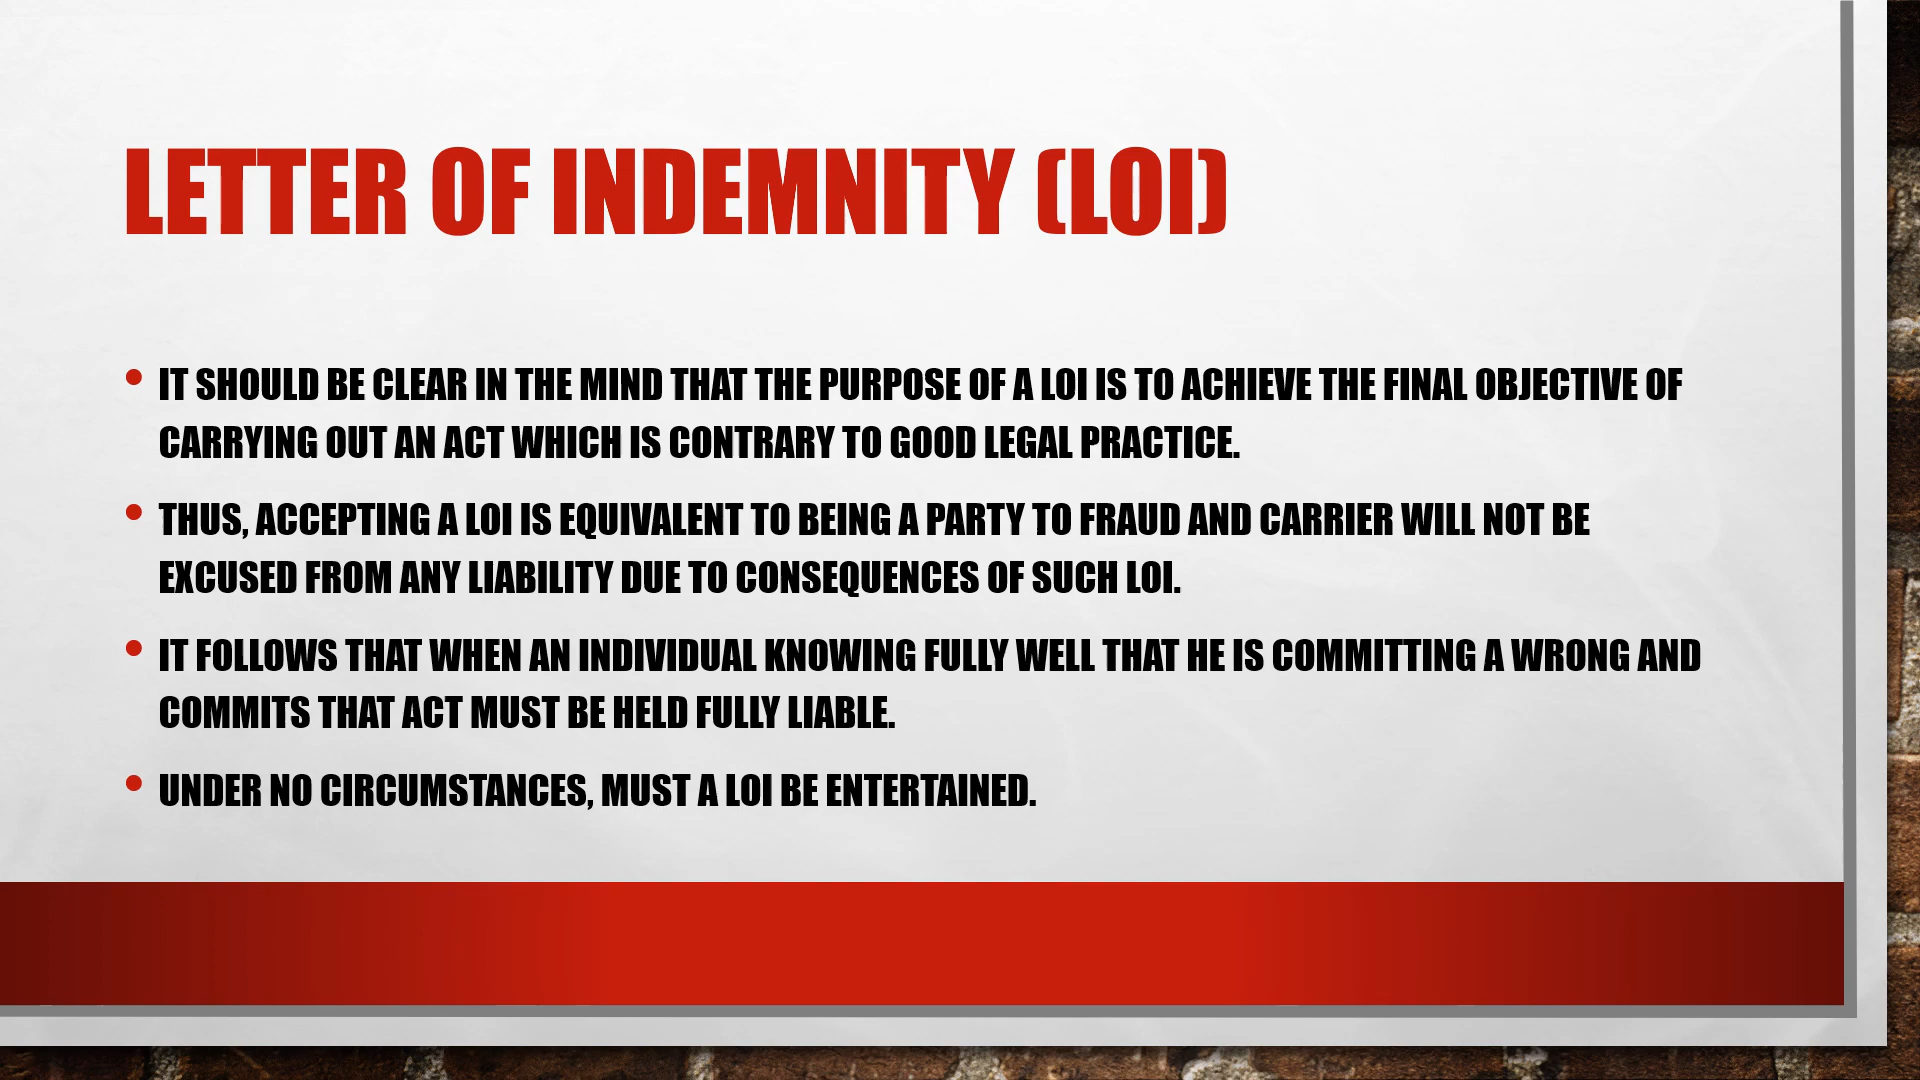 LETTER OF INDEMNITY (LOI)
• IT SHOULD BE CLEAR IN THE MIND THAT THE PURPOSE OF A LOI IS TO ACHIEVE THE FINAL OBJECTIVE OF
CARRYING OUT AN ACT WHICH IS CONTRARY TO GOOD LEGAL PRACTICE.
• THUS, ACCEPTING A LOI IS EQUIVALENT TO BEING A PARTY TO FRAUD AND CARRIER WILL NOT BE
EXCUSED FROM ANY LIABILITY DUE TO CONSEQUENCES OF SUCH LOI.
• IT FOLLOWS THAT WHEN AN INDIVIDUAL KNOWING FULLY WELL THAT HE IS COMMITTING A WRONG AND
COMMITS THAT ACT MUST BE HELD FULLY LIABLE.
• UNDER NO CIRCUMSTANCES, MUST A LOI BE ENTERTAINED.